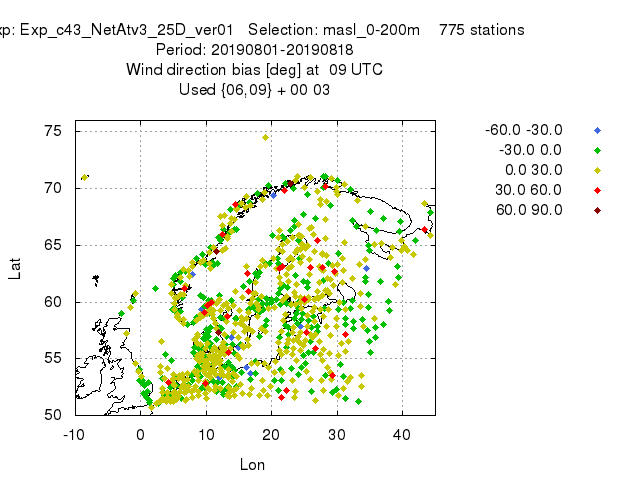 xp: Exp_c43_NetAtv3_25D_ver01 Selection: masl_0-200m 775 stations
Period: 20190801-20190818
Wind direction bias [deg] at 09 UTC
Used {06,09} + 00 03
-60.0 -30.0
-30.0 0.0
0.0 30.0
30.0 60.0
60.0 90.0
75
70
65
60
55
50
Lat
-10 0 10 20 30 40
Lon